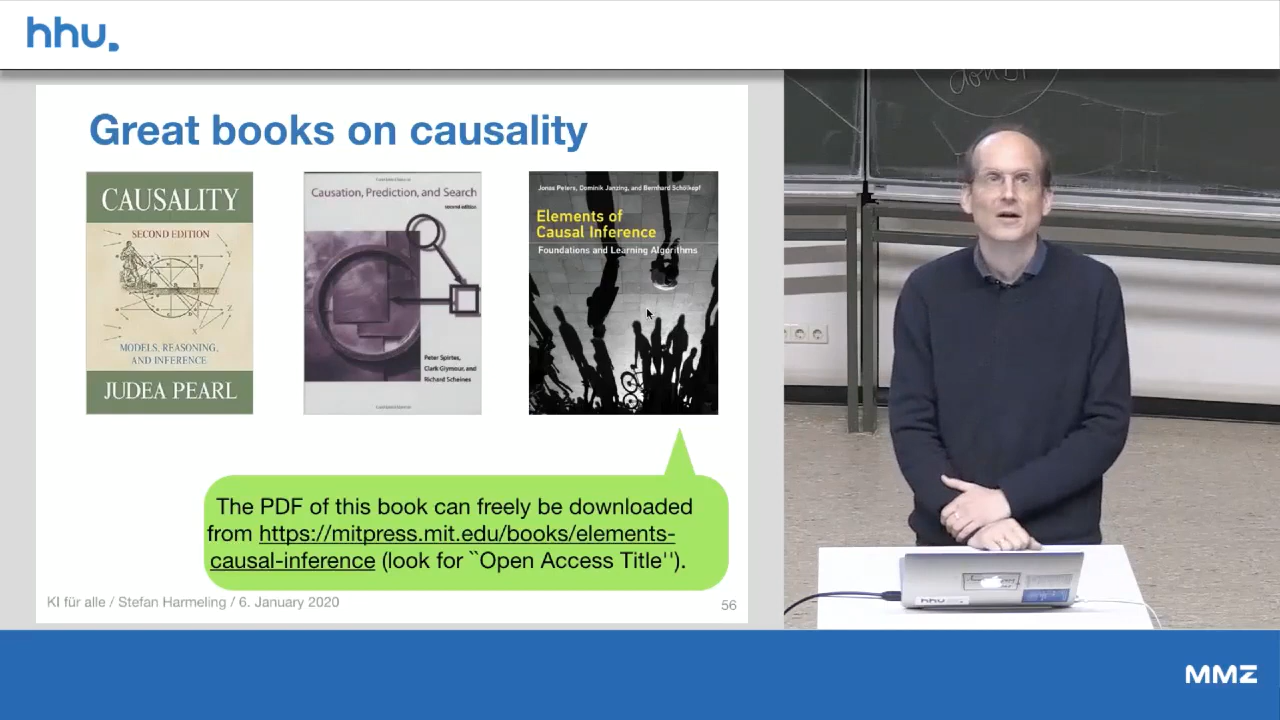 hhu.
Great books on causality
CAUSALITY
SECOND EDITION
MODELS, REASONING,
AND INFERENCE
JUDEA PEARL
Causation, Prediction, and Search
second edition
Peter Spirtes,
Clark Glymour, and
Richard Scheines
Jonas Peters, Dominik Janzing, and Bernhard Schölkopf
Elements of
Causal Inference
Foundations and Learning Algorithms
The PDF of this book can freely be downloaded
from https://mitpress.mit.edu/books/elements-
causal-inference (look for ``Open Access Title'').
KI für alle / Stefan Harmeling / 6. January 2020
56
hhu
MMZ